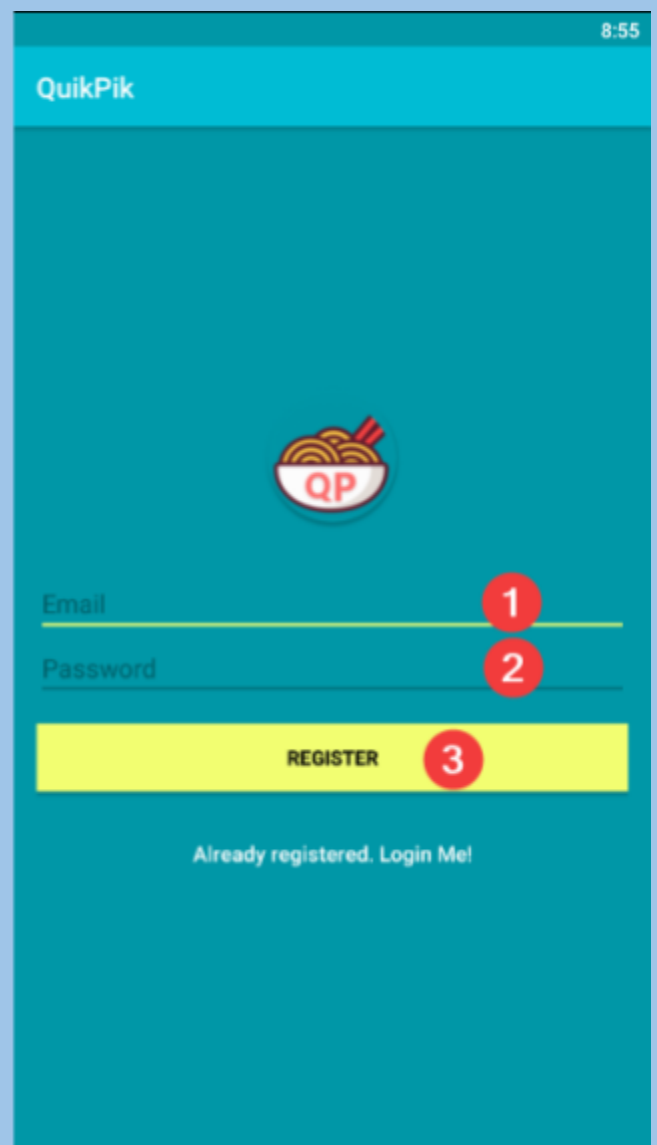 8:55
QuikPik
QP
Email 1
Password 2
REGISTER 3
Already registered. Login Me!